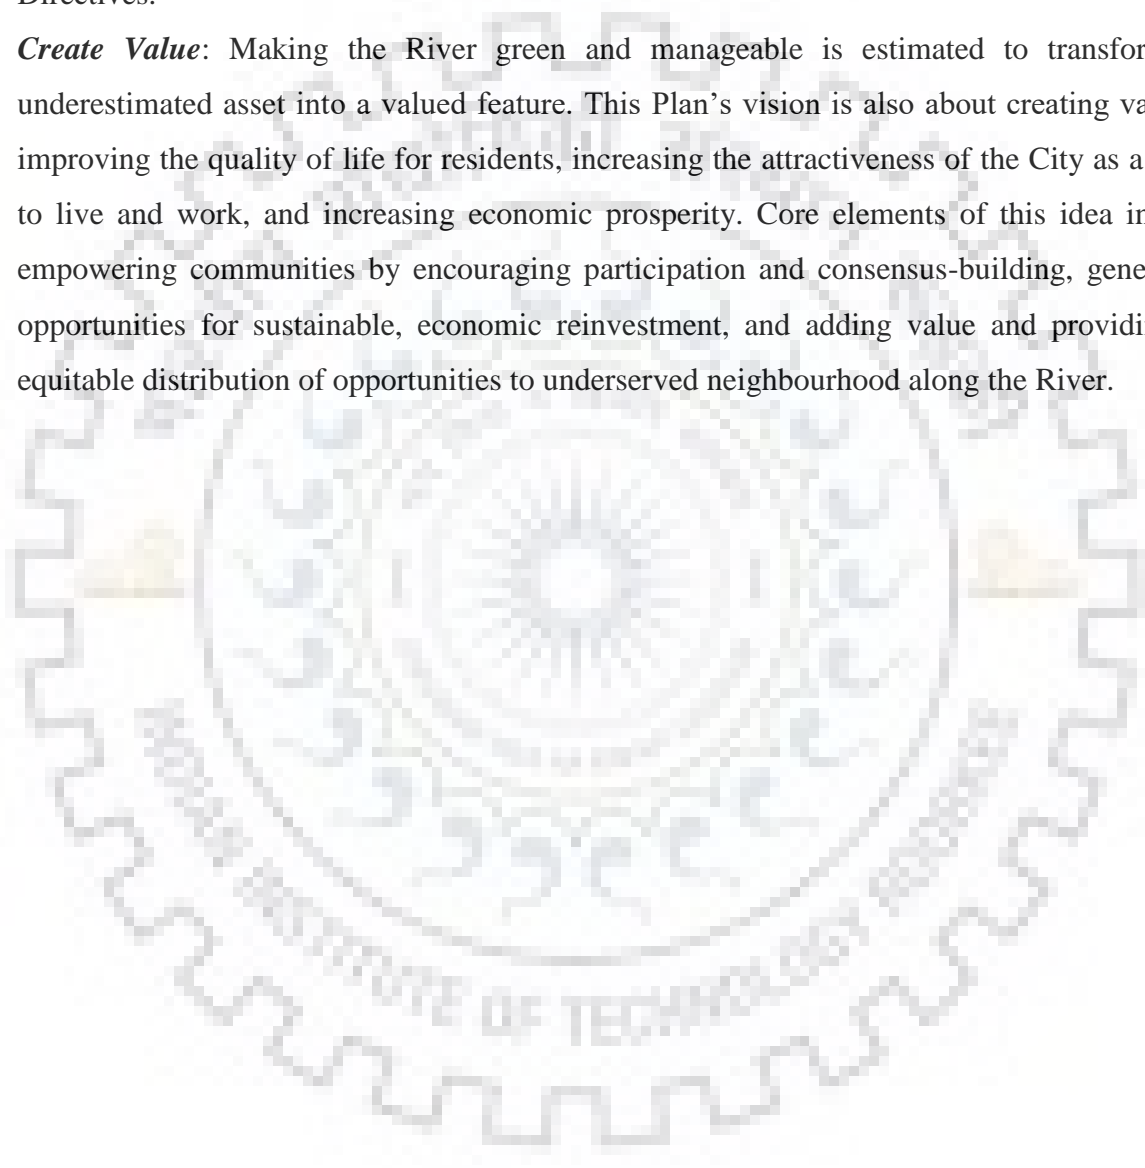 Directives.
Create Value: Making the River green and manageable is estimated to transfor
underestimated asset into a valued feature. This Plan's vision is also about creating va
improving the quality of life for residents, increasing the attractiveness of the City as a
to live and work, and increasing economic prosperity. Core elements of this idea in
empowering communities by encouraging participation and consensus-building, gene
opportunities for sustainable, economic reinvestment, and adding value and providi
equitable distribution of opportunities to underserved neighbourhood along the River.
INSTITUTE OF TECHNOLOGY